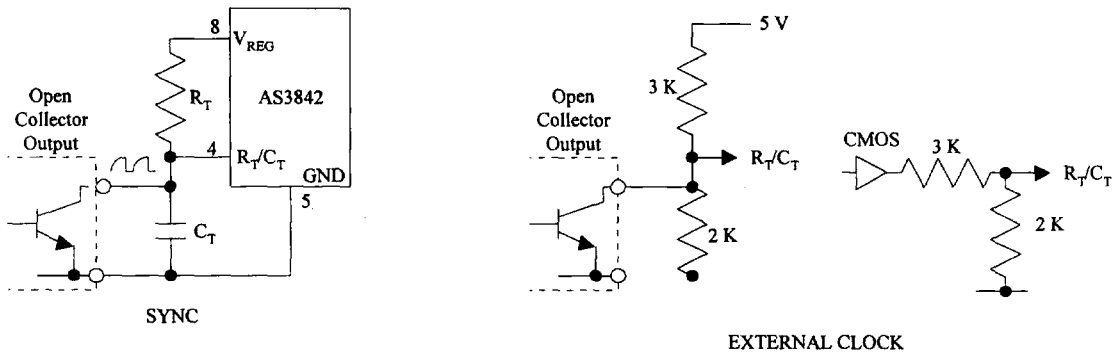 8
V_REG
R_T
AS3842
Open
Collector
Output
4
R_T/C_T
GND
5
C_T
SYNC
5 V
3 K
Open
Collector
Output
R_T/C_T
2 K
CMOS
3 K
R_T/C_T
2 K
EXTERNAL CLOCK